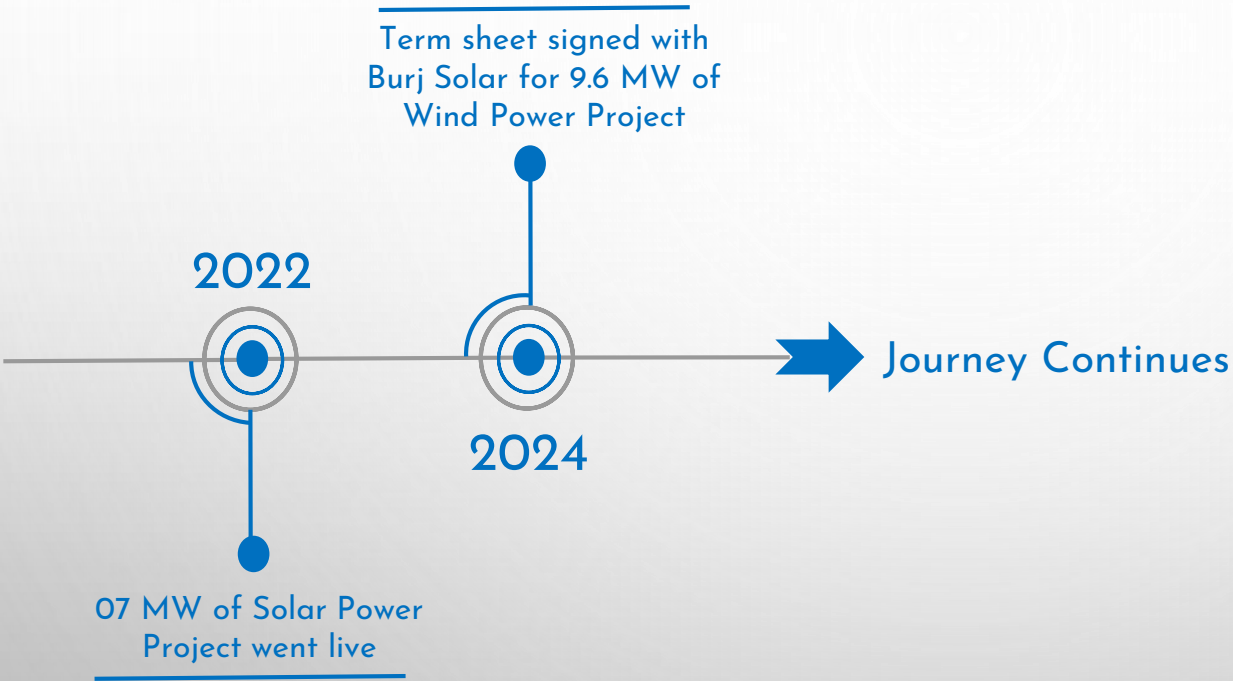 Term sheet signed with
Burj Solar for 9.6 MW of
Wind Power Project
2022
Journey Continues
2024
07 MW of Solar Power
Project went live